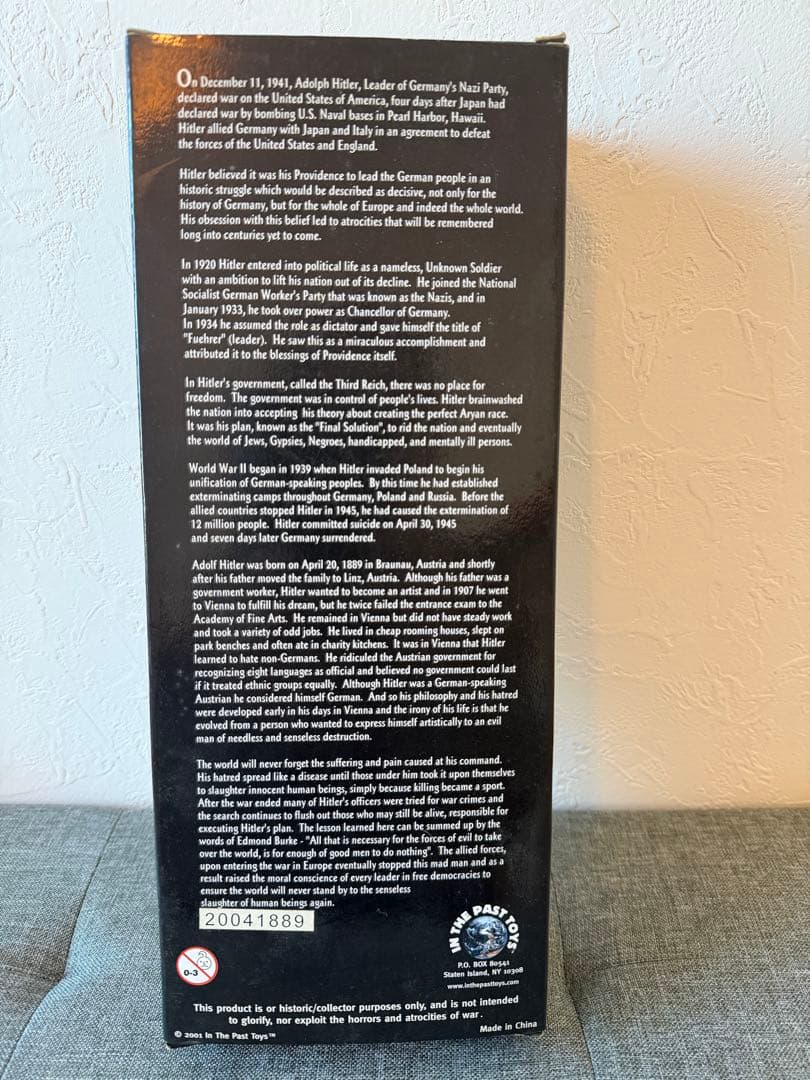 On December 11, 1941, Adolph Hitler, Leader of Germany's Nazi Party,
declared war on the United States of America, four days after Japan had
declared war by bombing U.S. Naval bases in Pearl Harbor, Hawaii.
Hitler allied Germany with Japan and Italy in an agreement to defeat
the forces of the United States and England.
Hitler believed it was his Providence to lead the German people in an
historic struggle which would be described as decisive, not only for the
history of Germany, but for the whole of Europe and indeed the whole world.
His obsession with this belief led to atrocities that will be remembered
long into centuries yet to come.
In 1920 Hitler entered into political life as a nameless, Unknown Soldier
with an ambition to lift his nation out of its decline. He joined the National
Socialist German Worker's Party that was known as the Nazis, and in
January 1933, he took over power as Chancellor of Germany.
In 1934 he assumed the role as dictator and gave himself the title of
"Fuehrer" (leader). He saw this as a miraculous accomplishment and
attributed it to the blessings of Providence itself.
In Hitler's government, called the Third Reich, there was no place for
freedom. The government was in control of people's lives. Hitler brainwashed
the nation into accepting his theory about creating the perfect Aryan race.
It was his plan, known as the "Final Solution", to rid the nation and eventually
the world of Jews, Gypsies, Negroes, handicapped, and mentally ill persons.
World War II began in 1939 when Hitler invaded Poland to begin his
unification of German-speaking peoples. By this time he had established
exterminating camps throughout Germany, Poland and Russia. Before the
allied countries stopped Hitler in 1945, he had caused the extermination of
12 million people. Hitler committed suicide on April 30, 1945
and seven days later Germany surrendered.
Adolf Hitler was born on April 20, 1889 in Braunau, Austria and shortly
after his father moved the family to Linz, Austria. Although his father was a
government worker, Hitler wanted to become an artist and in 1907 he went
to Vienna to fulfill his dream, but he twice failed the entrance exam to the
Academy of Fine Arts. He remained in Vienna but did not have steady work
and took a variety of odd jobs. He lived in cheap rooming houses, slept on
park benches and often ate in charity kitchens. It was in Vienna that Hitler
learned to hate non-Germans. He ridiculed the Austrian government for
recognizing eight languages as official and believed no government could last
if it treated ethnic groups equally. Although Hitler was a German-speaking
Austrian he considered himself German. And so his philosophy and his hatred
were developed early in his days in Vienna and the irony of his life is that he
evolved from a person who wanted to express himself artistically to an evil
man of needless and senseless destruction.
The world will never forget the suffering and pain caused at his command.
His hatred spread like a disease until those under him took it upon themselves
to slaughter innocent human beings, simply because killing became a sport.
After the war ended many of Hitler's officers were tried for war crimes and
the search continues to flush out those who may still be alive, responsible for
executing Hitler's plan. The lesson learned here can be summed up by the
words of Edmond Burke - "All that is necessary for the forces of evil to take
over the world, is for enough of good men to do nothing". The allied forces,
upon entering the war in Europe eventually stopped this mad man and as a
result raised the moral conscience of every leader in free democracies to
ensure the world will never stand by to the senseless
slaughter of human beings again.
20041889
IN THE PAST TOYS
0-3
P.O. BOX 80541
Staten Island, NY 10308
www.inthepasttoys.com
This product is or historic/collector purposes only, and is not intended
to glorify, nor exploit the horrors and atrocities of war.
Made in China
© 2001 In The Past Toys™